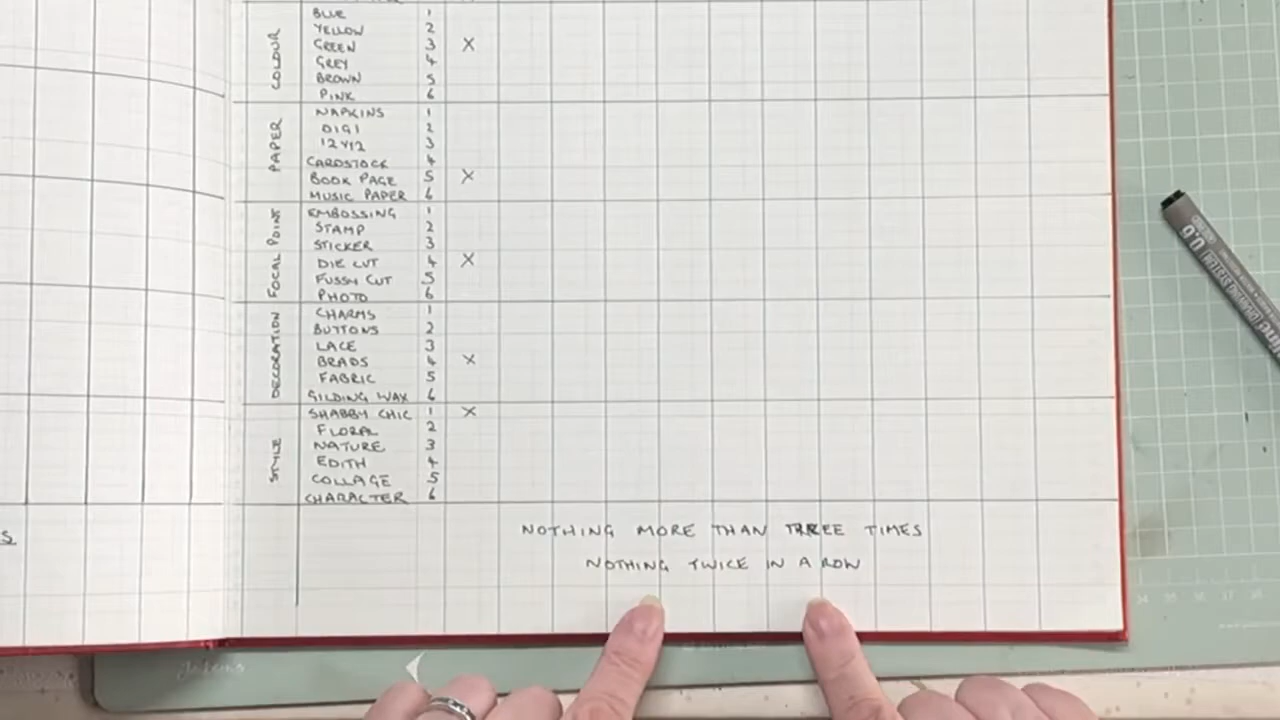 COLOUR
BLUE 1
YELLOW 2
GREEN 3 X
GREY 4
BROWN 5
PINK 6
PAPER
NAPKINS 1
DIGI 2
12X12 3
CARDSTOCK 4
BOOK PAGE 5 X
MUSIC PAPER 6
FOCAL POINT
EMBOSSING 1
STAMP 2
STICKER 3
DIE CUT 4 X
FUSSY CUT 5
PHOTO 6
DECORATION
CHARMS 1
BUTTONS 2
LACE 3
BRADS 4 X
FABRIC 5
GILDING WAX 6
STYLE
SHABBY CHIC 1 X
FLORAL 2
NATURE 3
EDITH 4
COLLAGE 5
CHARACTER 6
S
NOTHING MORE THAN THREE TIMES
NOTHING TWICE IN A ROW
0.8